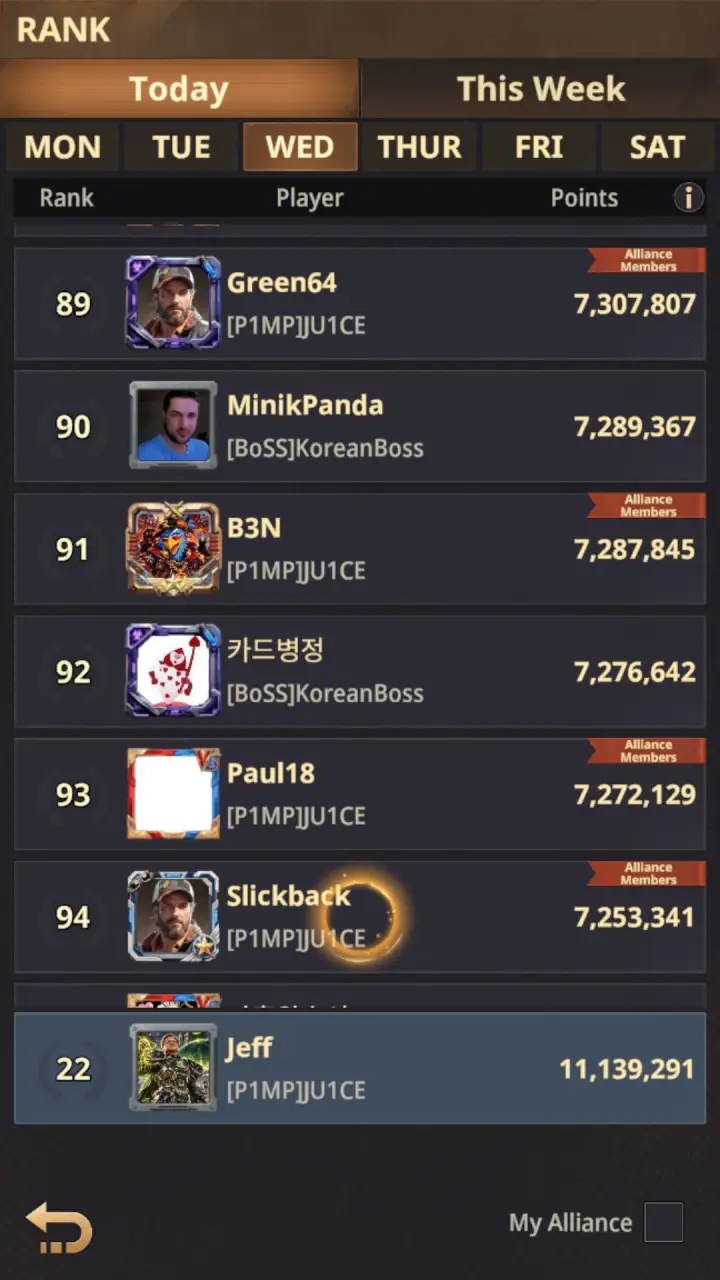 RANK
Today
This Week
MON
TUE
WED
THUR
FRI
SAT
Rank
Player
Points
Alliance
Members
89
Green64
[P1MP]JU1CE
7,307,807
90
MinikPanda
[BoSS]KoreanBoss
7,289,367
Alliance
Members
91
B3N
[P1MP]JU1CE
7,287,845
92
카드병정
[BoSS]KoreanBoss
7,276,642
Alliance
Members
VS
93
Paul18
[P1MP]JU1CE
7,272,129
Alliance
Members
94
Slickback
[P1MP]JU1CE
7,253,341
22
Jeff
[P1MP]JU1CE
11,139,291
My Alliance